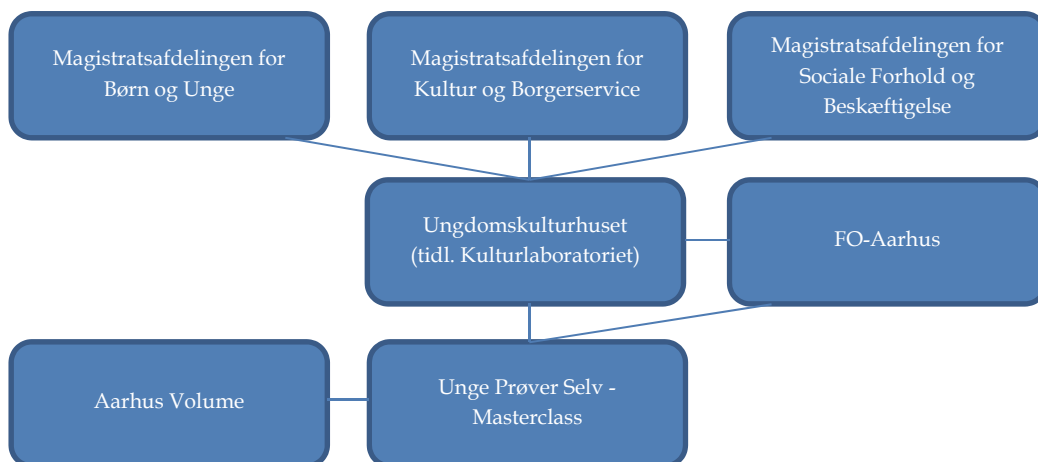 Magistratsafdelingen for
Børn og Unge
Magistratsafdelingen for
Kultur og Borgerservice
Magistratsafdelingen for
Sociale Forhold og
Beskæftigelse
Ungdomskulturhuset
(tidl. Kulturlaboratoriet)
FO-Aarhus
Aarhus Volume
Unge Prøver Selv -
Masterclass